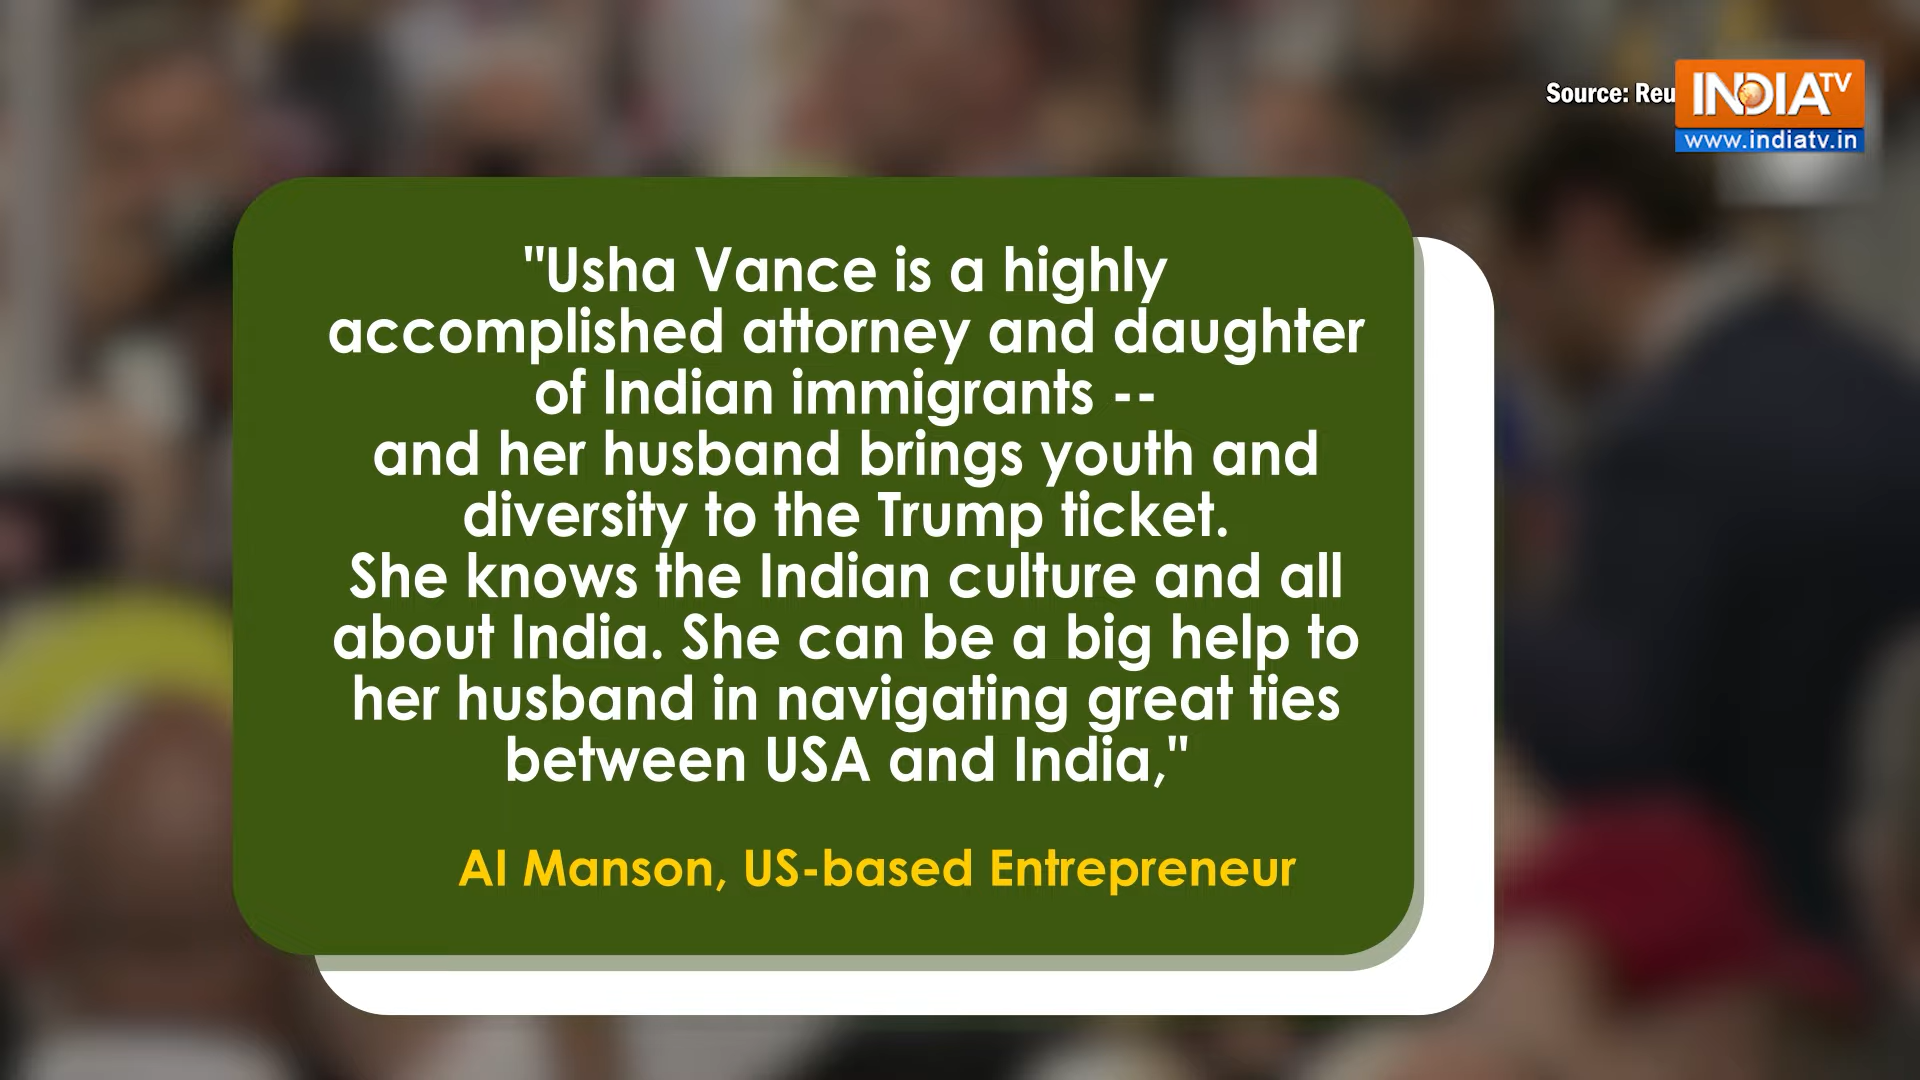 Source: Reu
INDIA TV
www.indiatv.in
"Usha Vance is a highly
accomplished attorney and daughter
of Indian immigrants --
and her husband brings youth and
diversity to the Trump ticket.
She knows the Indian culture and all
about India. She can be a big help to
her husband in navigating great ties
between USA and India,"
Al Manson, US-based Entrepreneur